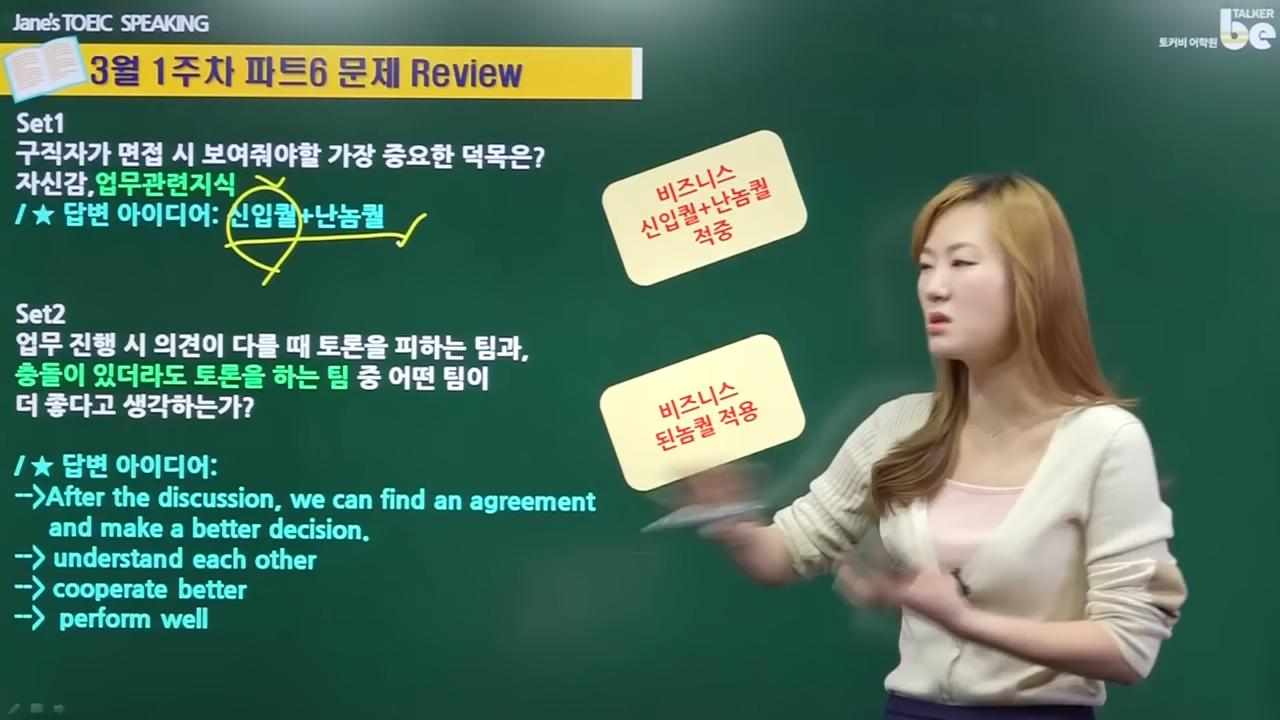 Jane's TOEIC SPEAKING
TALKER
be
토커비 어학원
3월 1주차 파트6 문제 Review
Set1
구직자가 면접 시 보여줘야할 가장 중요한 덕목은?
자신감,업무관련지식
/ ★ 답변 아이디어: 신입퀄+난놈퀄
비즈니스
신입퀄+난놈퀄
적중
Set2
업무 진행 시 의견이 다를 때 토론을 피하는 팀과,
충돌이 있더라도 토론을 하는 팀 중 어떤 팀이
더 좋다고 생각하는가?
비즈니스
된놈퀄 적용
/ ★ 답변 아이디어:
-->After the discussion, we can find an agreement
and make a better decision.
--> understand each other
--> cooperate better
--> perform well